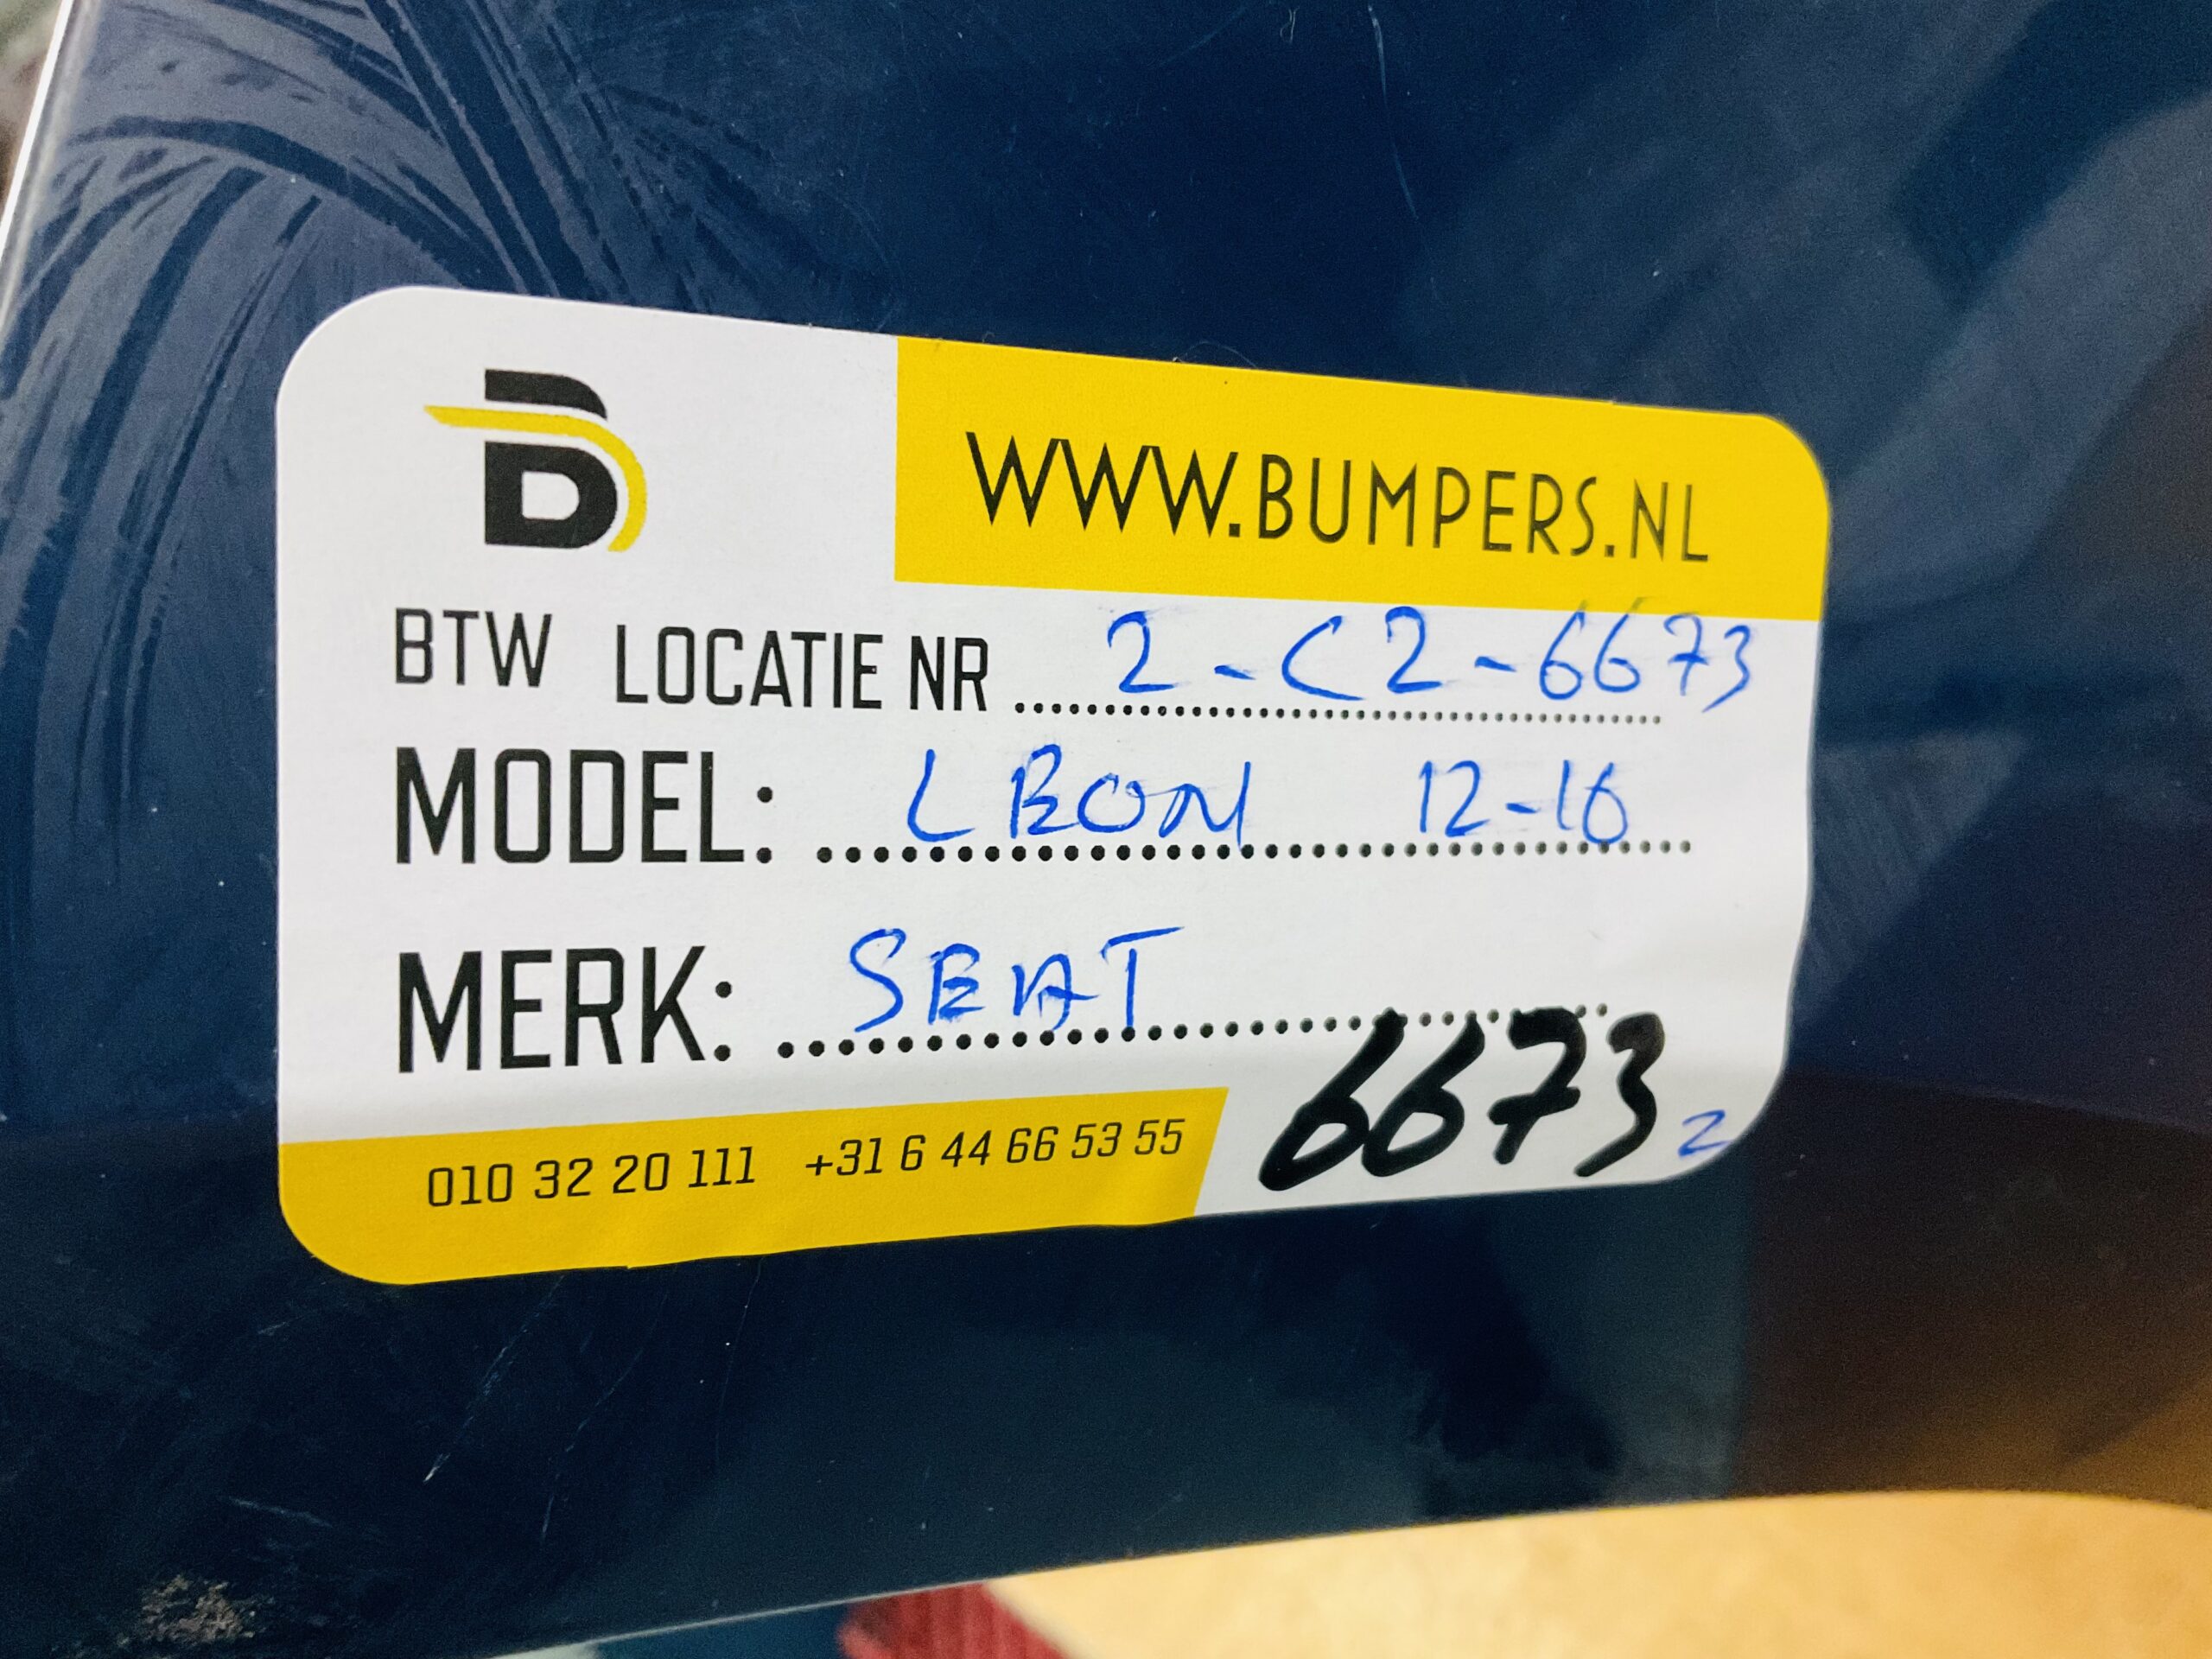 B
WWW.BUMPERS.NL
BTW LOCATIE NR 2-C2-6673
MODEL: LEON 12-16
MERK: SEAT
6673 2
010 32 20 111 +31 6 44 66 53 55